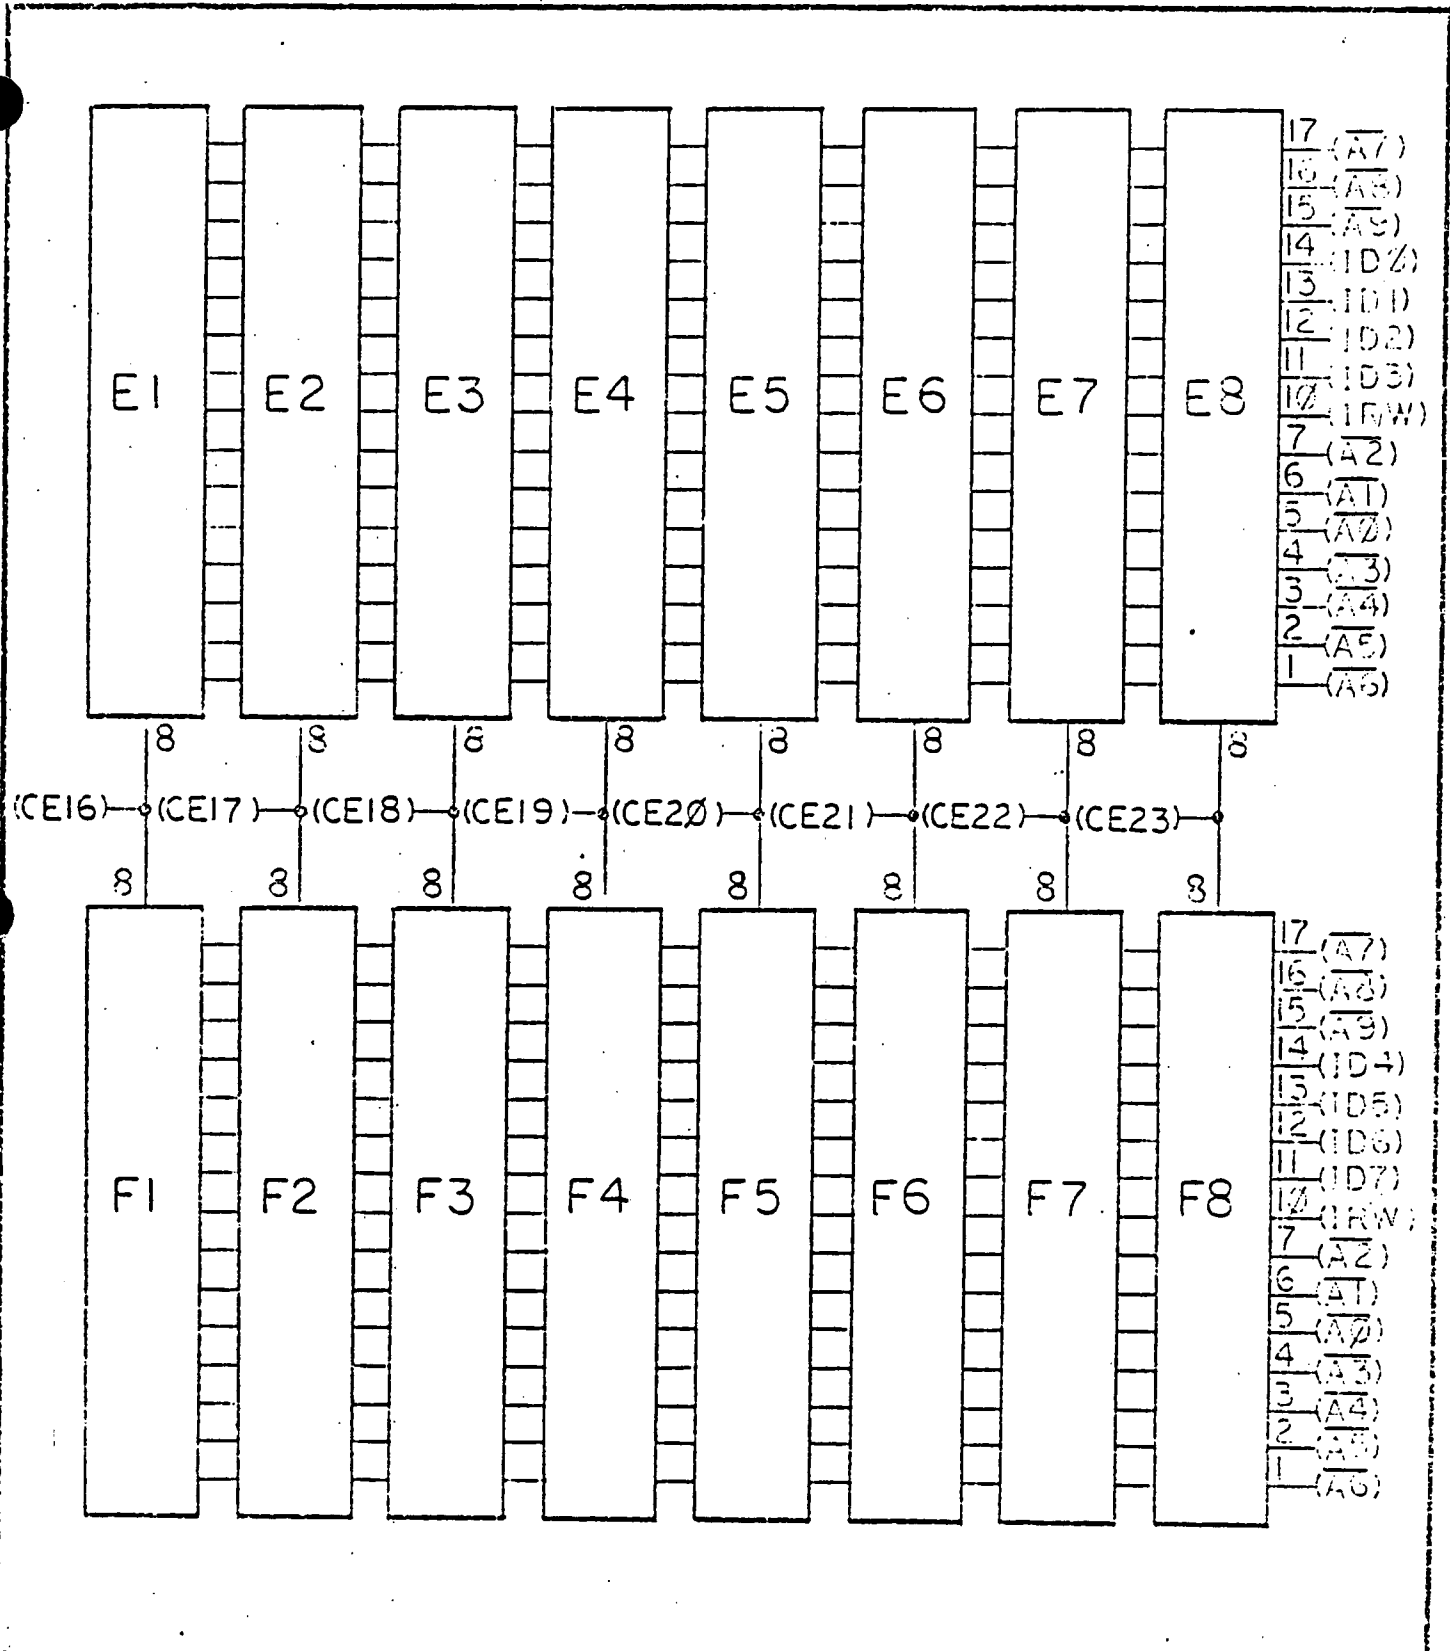 17 (A7)
16 (A8)
15 (A9)
14 (ID0)
13 (ID1)
12 (ID2)
11 (ID3)
10 (IRW)
7 (A2)
6 (A1)
5 (A0)
4 (A3)
3 (A4)
2 (A5)
1 (A6)
E1 E2 E3 E4 E5 E6 E7 E8
8 8 8 8 8 8 8 8
(CE16) (CE17) (CE18) (CE19) (CE20) (CE21) (CE22) (CE23)
8 8 8 8 8 8 8 8
17 (A7)
16 (A8)
15 (A9)
14 (ID4)
13 (ID5)
12 (ID6)
11 (ID7)
10 (IRW)
7 (A2)
6 (A1)
5 (A0)
4 (A3)
3 (A4)
2 (A5)
1 (A6)
F1 F2 F3 F4 F5 F6 F7 F8